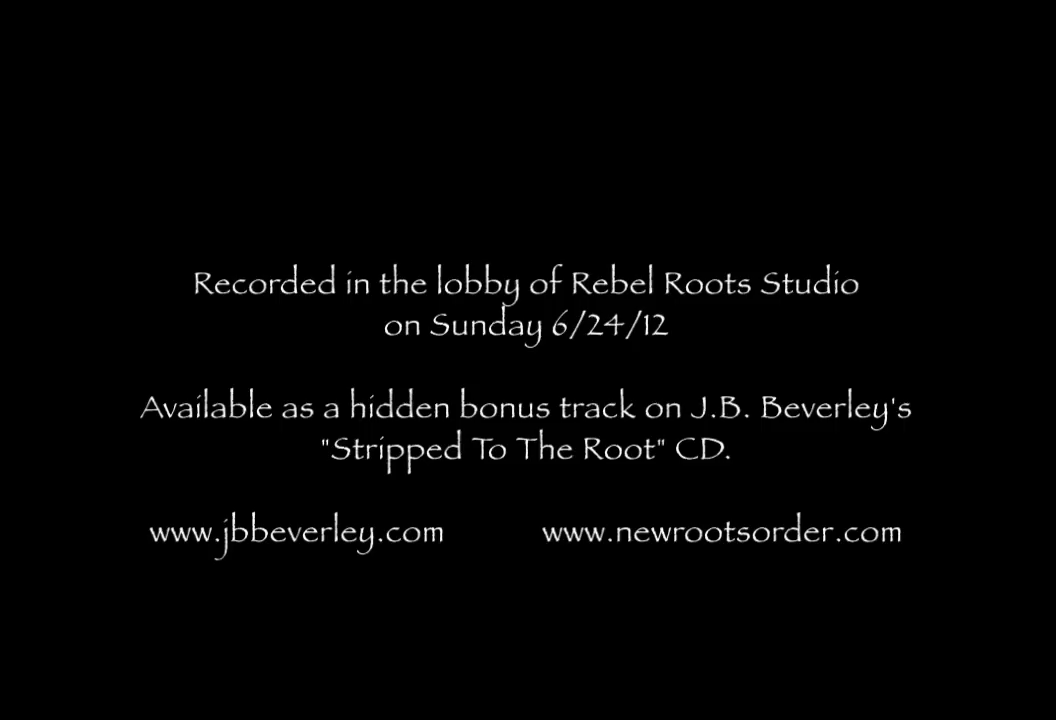 Recorded in the lobby of Rebel Roots Studio
on Sunday 6/24/12
Available as a hidden bonus track on J.B. Beverley's
"Stripped To The Root" CD.
www.jbbeverley.com www.newrootsorder.com